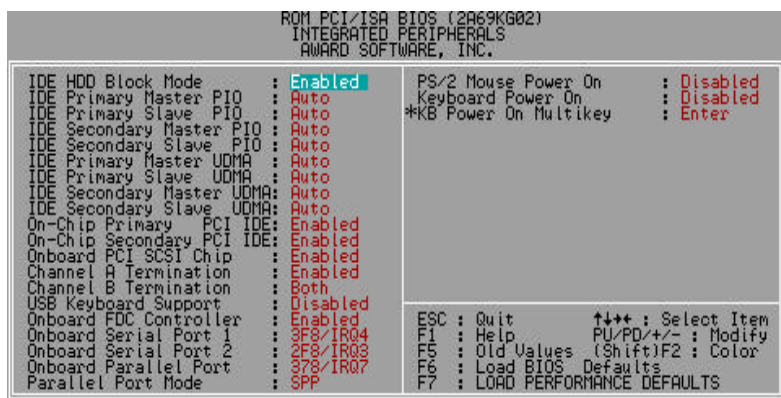 ROM PCI/ISA BIOS (2A69KG02)
INTEGRATED PERIPHERALS
AWARD SOFTWARE, INC.
IDE HDD Block Mode : Enabled
IDE Primary Master PIO : Auto
IDE Primary Slave PIO : Auto
IDE Secondary Master PIO : Auto
IDE Secondary Slave PIO : Auto
IDE Primary Master UDMA : Auto
IDE Primary Slave UDMA : Auto
IDE Secondary Master UDMA: Auto
IDE Secondary Slave UDMA: Auto
On-Chip Primary PCI IDE: Enabled
On-Chip Secondary PCI IDE: Enabled
Onboard PCI SCSI Chip : Enabled
Channel A Termination : Enabled
Channel B Termination : Both
USB Keyboard Support : Disabled
Onboard FDC Controller : Enabled
Onboard Serial Port 1 : 3F8/IRQ4
Onboard Serial Port 2 : 2F8/IRQ3
Onboard Parallel Port : 378/IRQ7
Parallel Port Mode : SPP
PS/2 Mouse Power On : Disabled
Keyboard Power On : Disabled
*KB Power On Multikey : Enter
ESC : Quit ↑↓→← : Select Item
F1 : Help PU/PD/+/- : Modify
F5 : Old Values (Shift)F2 : Color
F6 : Load BIOS Defaults
F7 : LOAD PERFORMANCE DEFAULTS